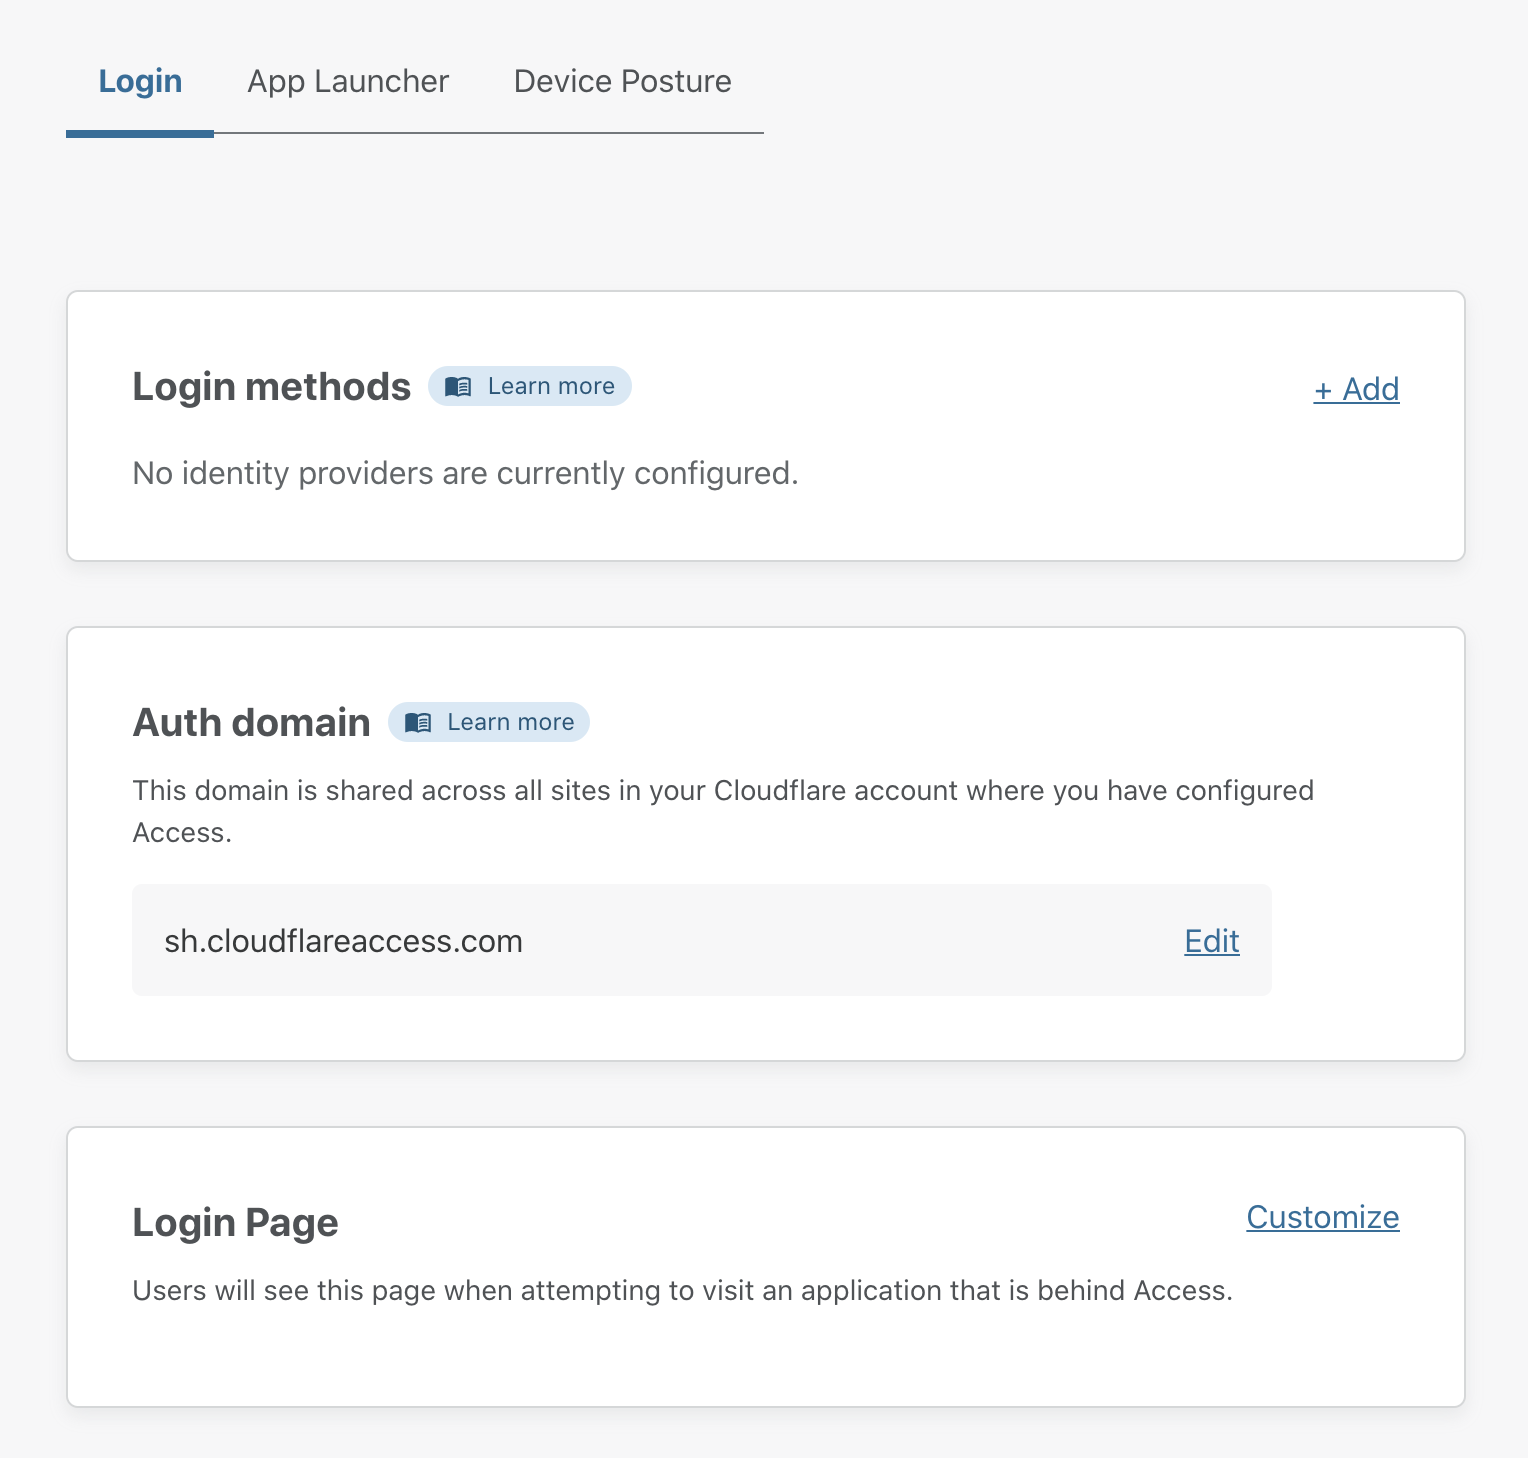 Login App Launcher Device Posture
Login methods Learn more + Add
No identity providers are currently configured.
Auth domain Learn more
This domain is shared across all sites in your Cloudflare account where you have configured
Access.
sh.cloudflareaccess.com Edit
Login Page Customize
Users will see this page when attempting to visit an application that is behind Access.